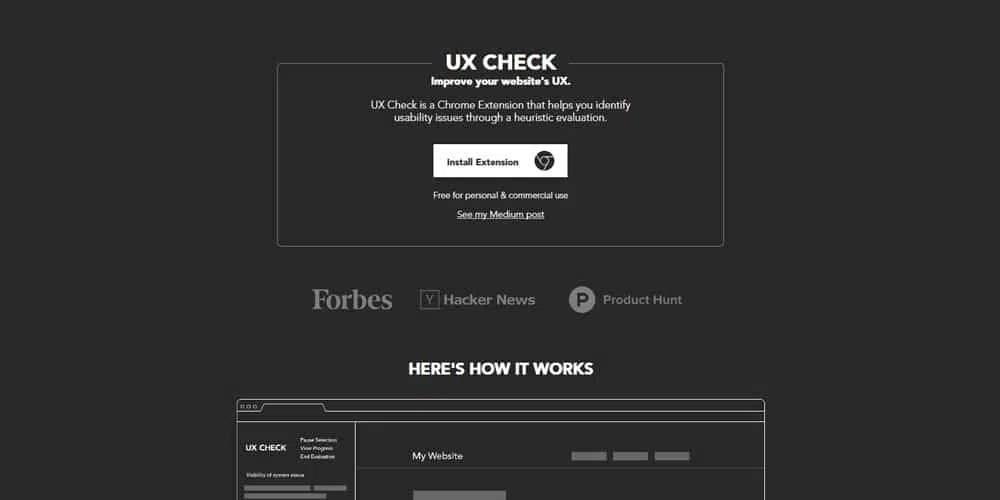 UX CHECK
Improve your website's UX.
UX Check is a Chrome Extension that helps you identify
usability issues through a heuristic evaluation.
Install Extension
Free for personal & commercial use
See my Medium post
Forbes
Y Hacker News
P Product Hunt
HERE'S HOW IT WORKS
UX CHECK
Pause Selection
View Progress
End Evaluation
My Website
Visibility of system status